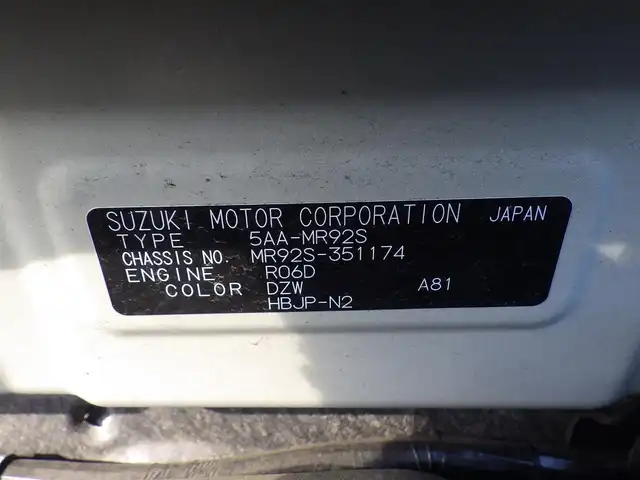 SUZUKI MOTOR CORPORATION JAPAN
TYPE 5AA-MR92S
CHASSIS NO. MR92S-351174
ENGINE R06D
COLOR DZW A81
HBJP-N2